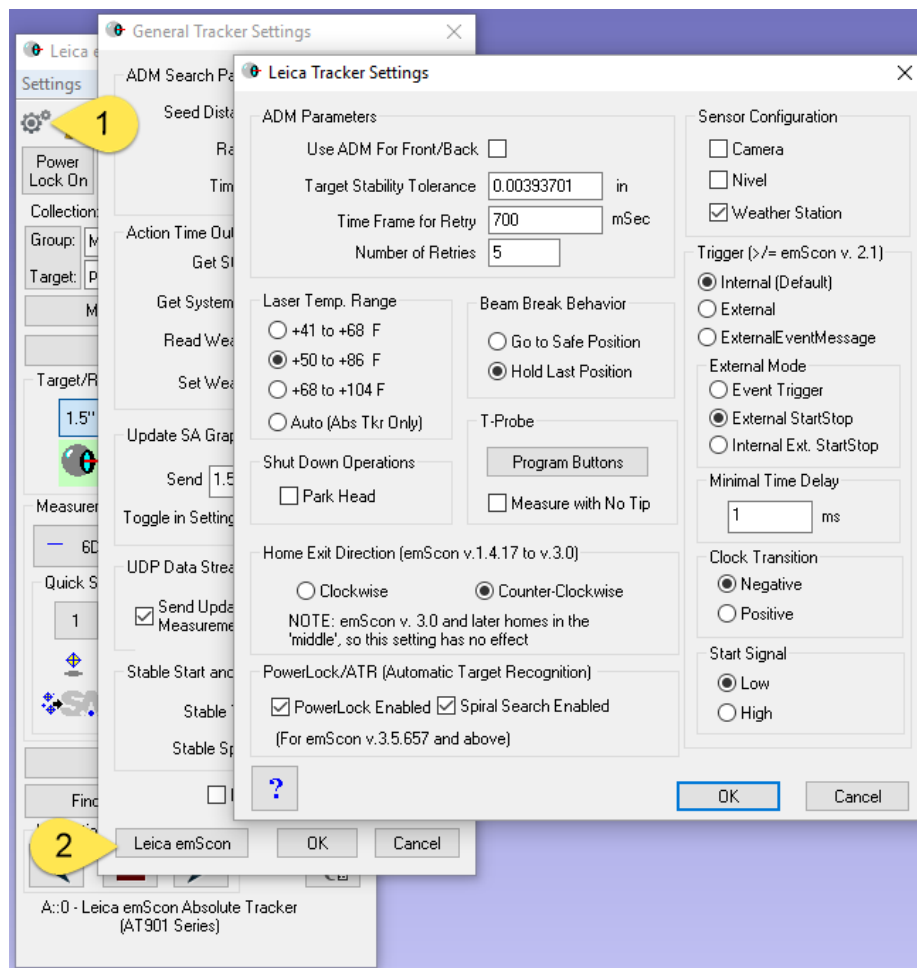 Leica e
Settings
1
Power
Lock On
Collection:
Group: M
Target: P
M
Target/R
1.5"
Measurer
6D
Quick S
1
Find
A::0 - Leica emScon Absolute Tracker
(AT901 Series)
General Tracker Settings
ADM Search Pa
Seed Dista
Ra
Tim
Action Time Out
Get St
Get System
Read Wea
Set Wea
Update SA Grap
Send 1.5
Toggle in Setting
UDP Data Strea
Send Upda
Measureme
Stable Start and
Stable T
Stable Sp
2
Leica emScon
OK
Cancel
Leica Tracker Settings
ADM Parameters
Use ADM For Front/Back
Target Stability Tolerance 0.00393701 in
Time Frame for Retry 700 mSec
Number of Retries 5
Laser Temp. Range
+41 to +68 F
+50 to +86 F
+68 to +104 F
Auto (Abs Tkr Only)
Beam Break Behavior
Go to Safe Position
Hold Last Position
T-Probe
Program Buttons
Measure with No Tip
Shut Down Operations
Park Head
Home Exit Direction (emScon v.1.4.17 to v.3.0)
Clockwise
Counter-Clockwise
NOTE: emScon v. 3.0 and later homes in the
'middle', so this setting has no effect
PowerLock/ATR (Automatic Target Recognition)
PowerLock Enabled
Spiral Search Enabled
(For emScon v.3.5.657 and above)
?
Sensor Configuration
Camera
Nivel
Weather Station
Trigger (>/= emScon v. 2.1)
Internal (Default)
External
ExternalEventMessage
External Mode
Event Trigger
External StartStop
Internal Ext. StartStop
Minimal Time Delay
1 ms
Clock Transition
Negative
Positive
Start Signal
Low
High
OK
Cancel